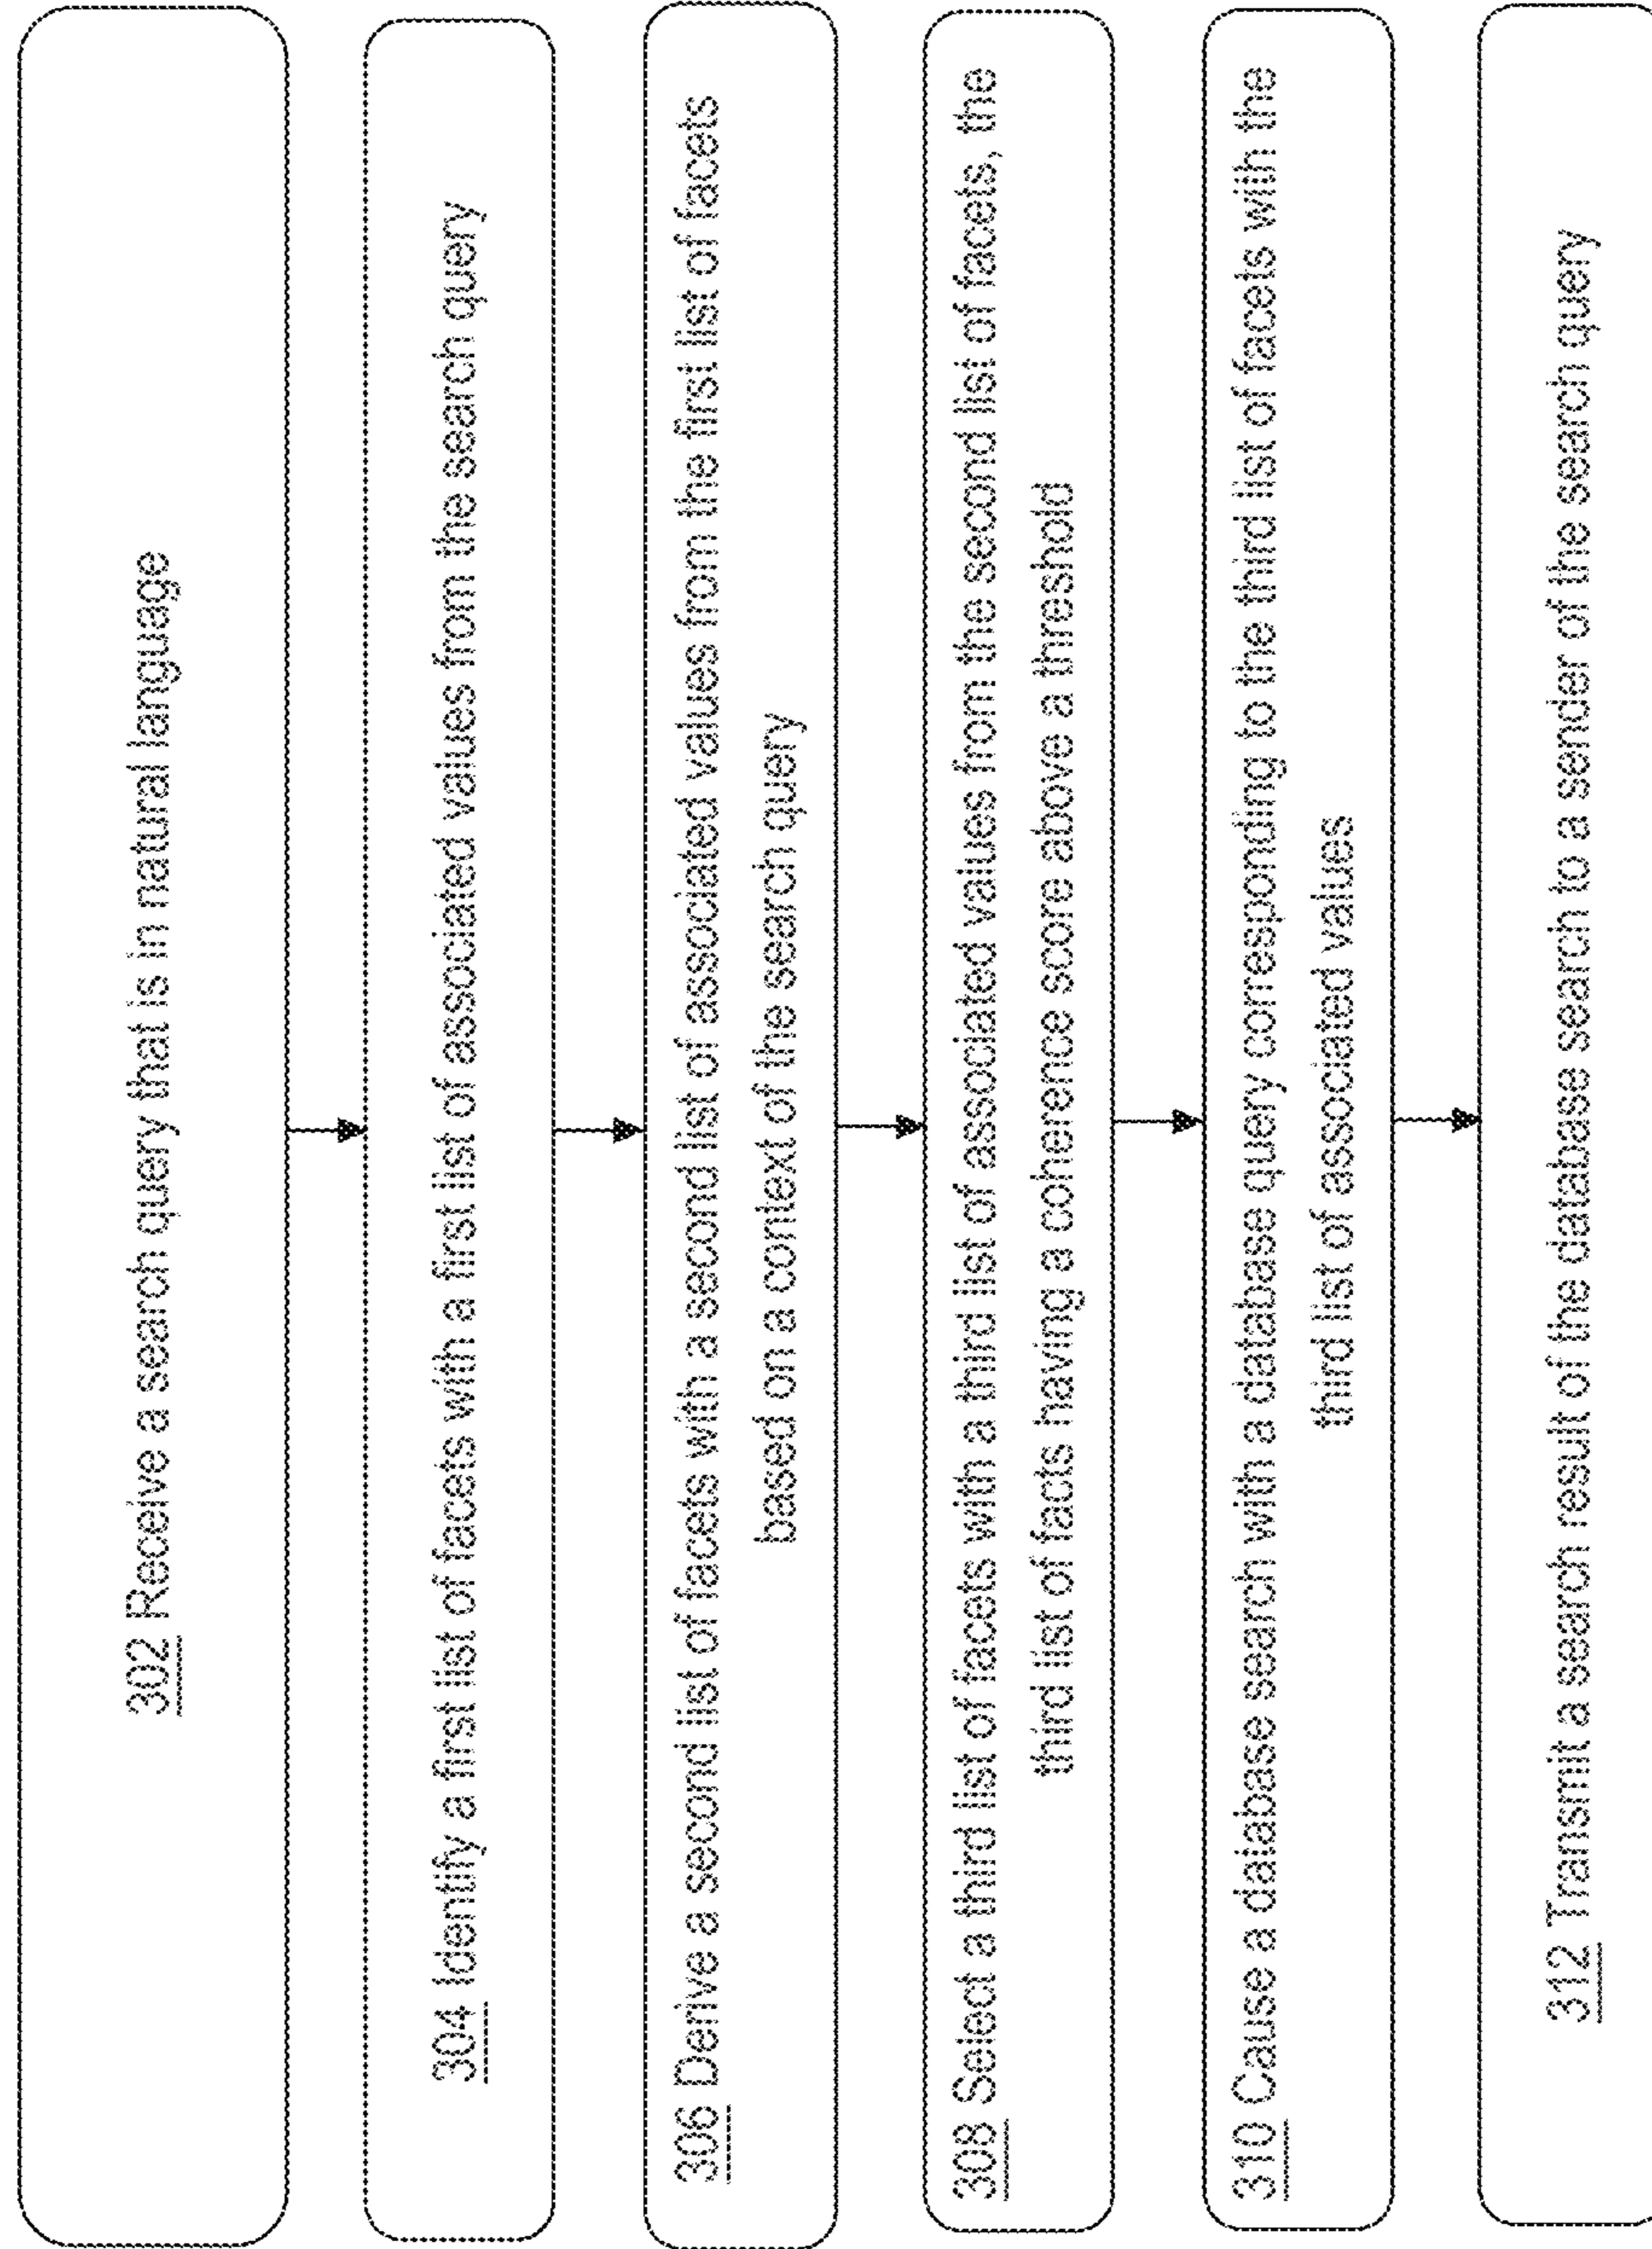 302 Receive a search query that is in natural language
304 Identify a first list of facets with a first list of associated values from the search query
306 Derive a second list of facets with a second list of associated values from the first list of facets
based on a context of the search query
308 Select a third list of facets with a third list of associated values from the second list of facets, the
third list of facts having a coherence score above a threshold
310 Cause a database search with a database query corresponding to the third list of facets with the
third list of associated values
312 Transmit a search result of the database search to a sender of the search query